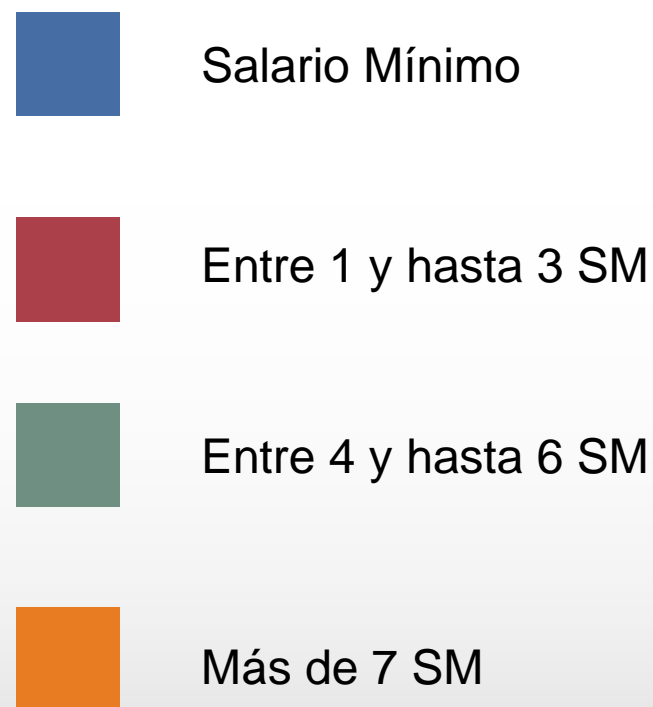 Salario Mínimo
Entre 1 y hasta 3 SM
Entre 4 y hasta 6 SM
Más de 7 SM